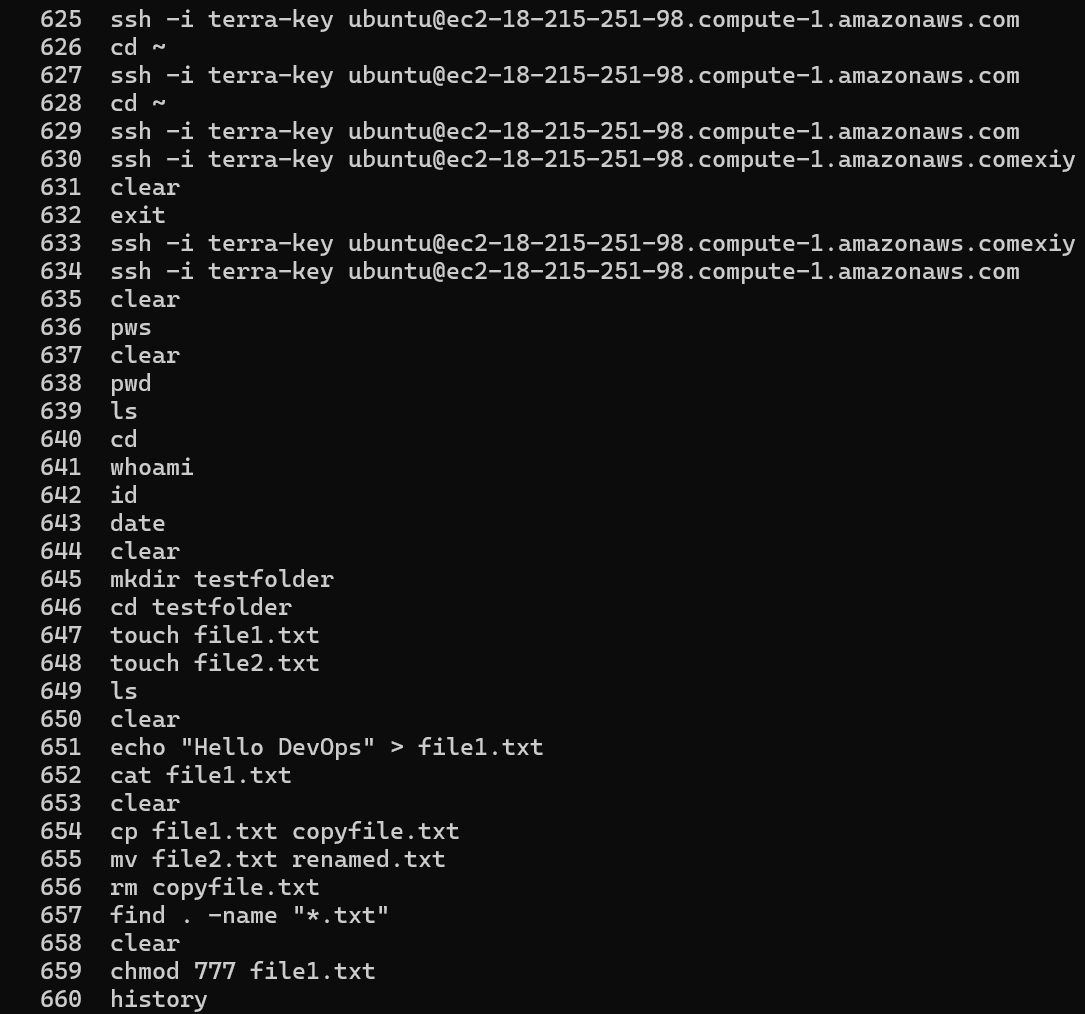 625 ssh -i terra-key ubuntu@ec2-18-215-251-98.compute-1.amazonaws.com
626 cd ~
627 ssh -i terra-key ubuntu@ec2-18-215-251-98.compute-1.amazonaws.com
628 cd ~
629 ssh -i terra-key ubuntu@ec2-18-215-251-98.compute-1.amazonaws.com
630 ssh -i terra-key ubuntu@ec2-18-215-251-98.compute-1.amazonaws.comexiy
631 clear
632 exit
633 ssh -i terra-key ubuntu@ec2-18-215-251-98.compute-1.amazonaws.comexiy
634 ssh -i terra-key ubuntu@ec2-18-215-251-98.compute-1.amazonaws.com
635 clear
636 pws
637 clear
638 pwd
639 ls
640 cd
641 whoami
642 id
643 date
644 clear
645 mkdir testfolder
646 cd testfolder
647 touch file1.txt
648 touch file2.txt
649 ls
650 clear
651 echo "Hello DevOps" > file1.txt
652 cat file1.txt
653 clear
654 cp file1.txt copyfile.txt
655 mv file2.txt renamed.txt
656 rm copyfile.txt
657 find . -name "*.txt"
658 clear
659 chmod 777 file1.txt
660 history